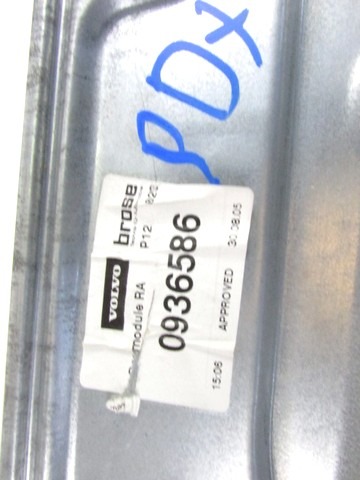 PDX
VOLVO brose
module RA P12
0936586
15:06 APPROVED 30.08.05